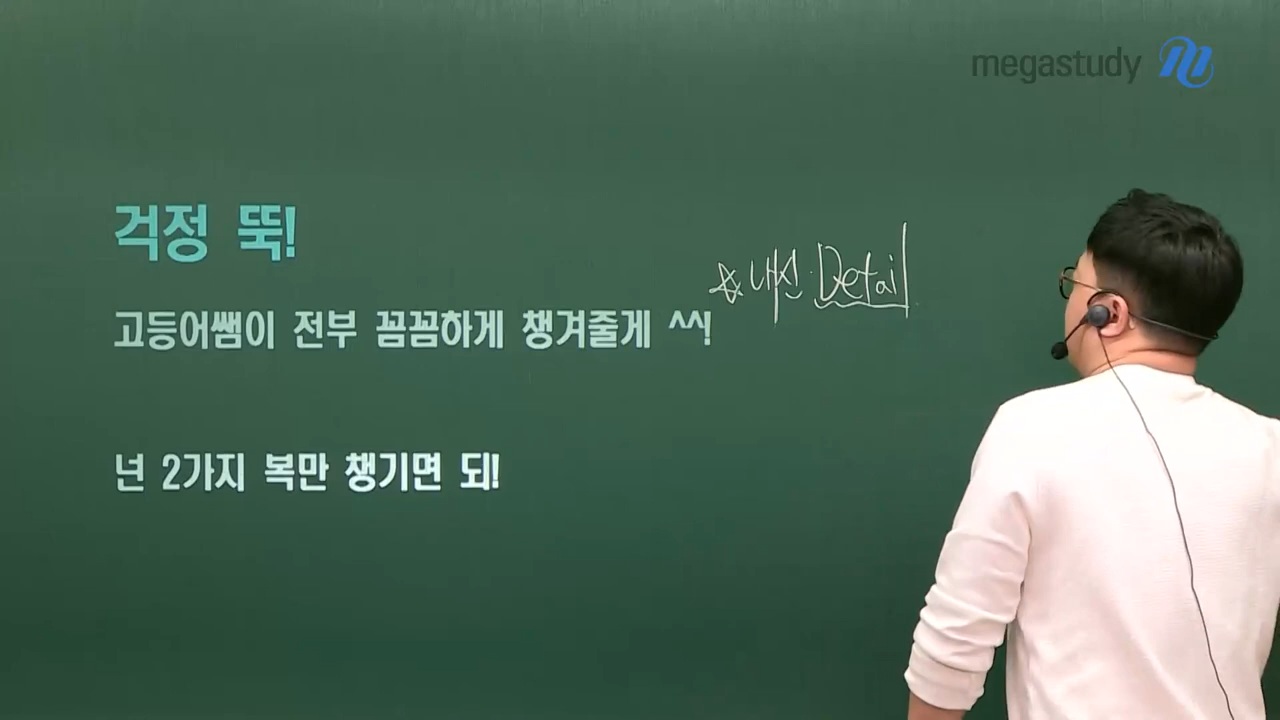 megastudy
걱정 뚝!
☆ 내신 Detail
고등어쌤이 전부 꼼꼼하게 챙겨줄게 ^^!
넌 2가지 복만 챙기면 되!